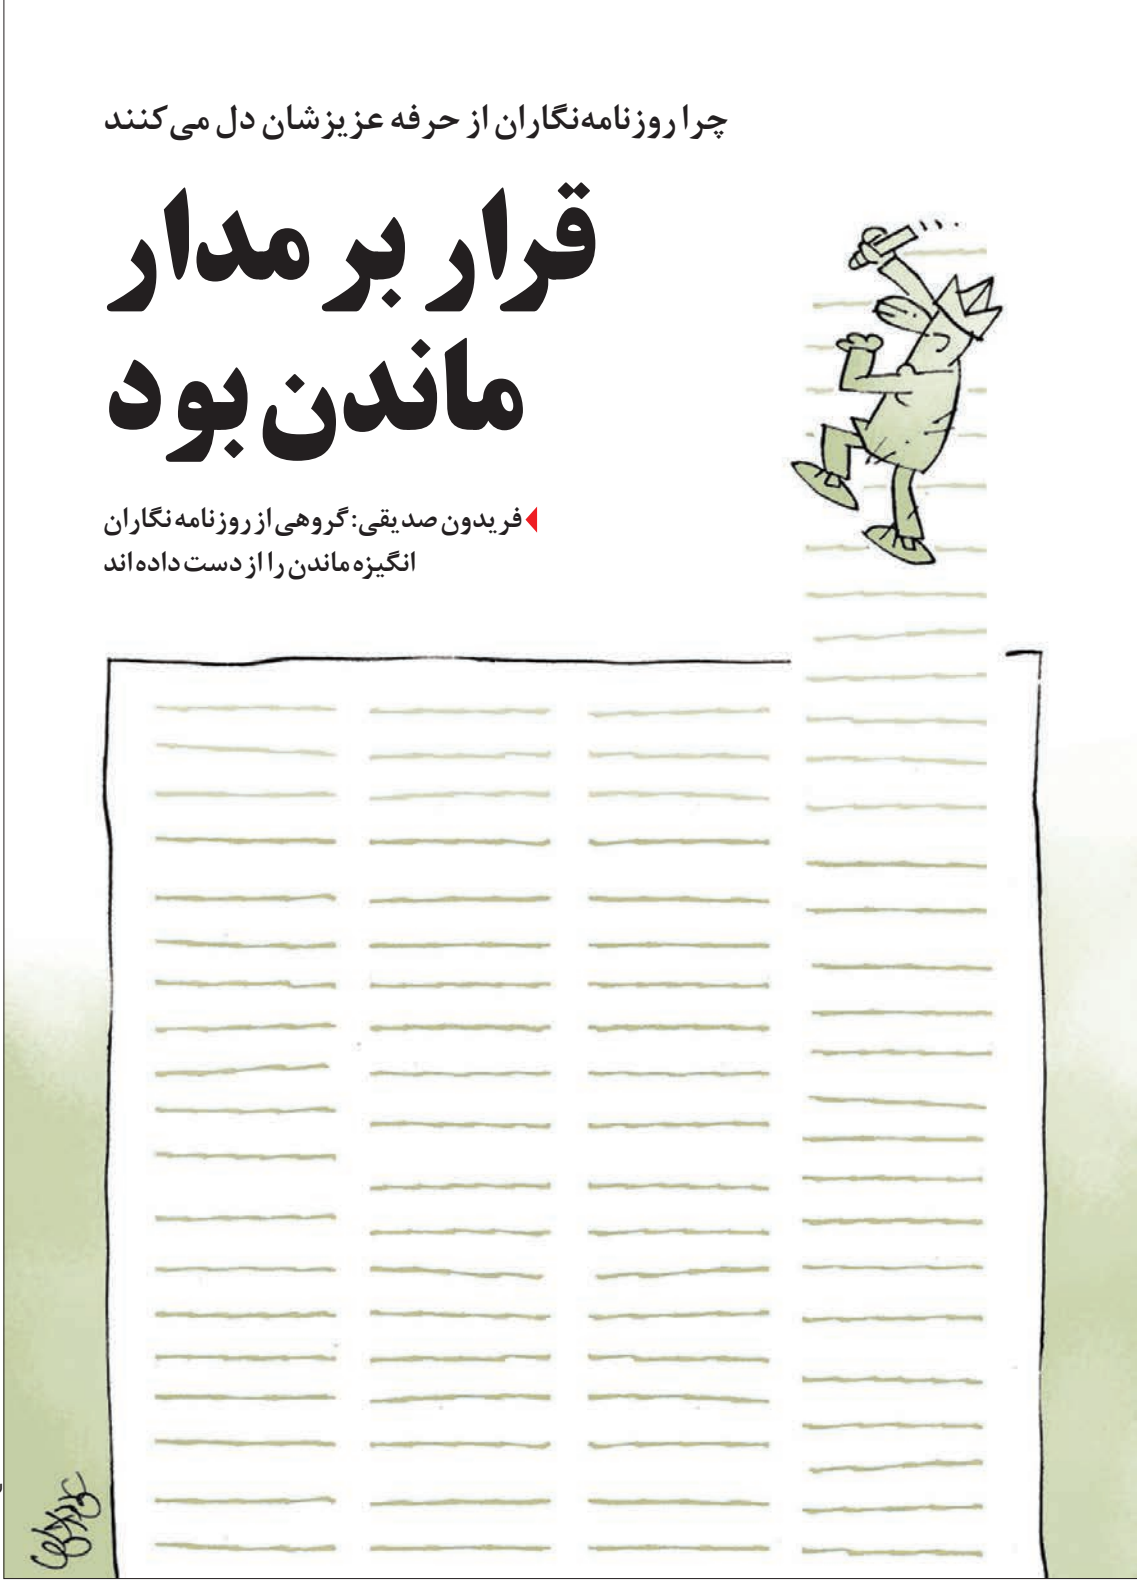 چرا روزنامه‌نگاران از حرفه عزیزشان دل می‌کنند
قرار بر مدار
ماندن بود
فریدون صدیقی: گروهی از روزنامه نگاران
انگیزه ماندن را از دست داده اند